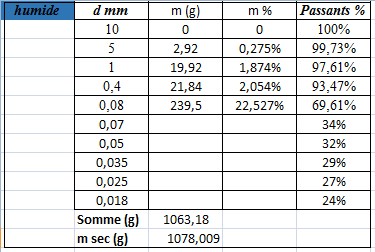 humide d mm m (g) m % Passants %
10 0 0 100%
5 2,92 0,275% 99,73%
1 19,92 1,874% 97,61%
0,4 21,84 2,054% 93,47%
0,08 239,5 22,527% 69,61%
0,07 34%
0,05 32%
0,035 29%
0,025 27%
0,018 24%
Somme (g) 1063,18
m sec (g) 1078,009